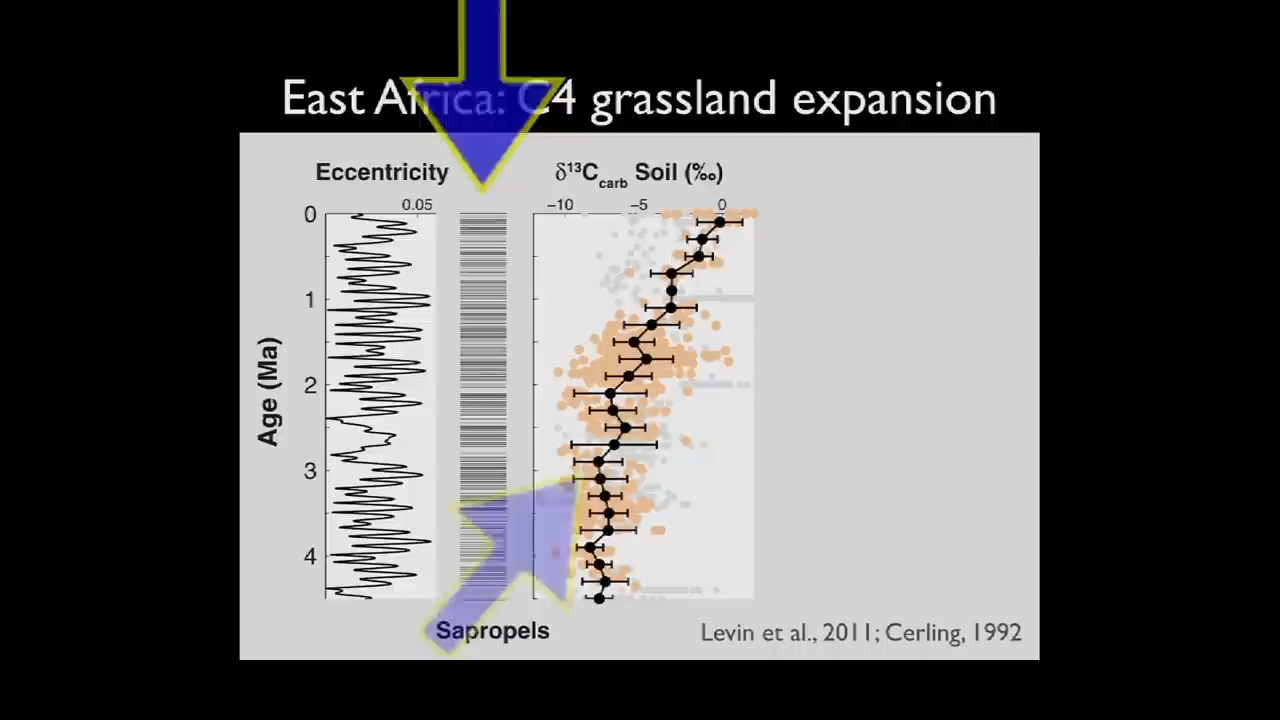 East Africa: C4 grassland expansion
Eccentricity
δ¹³Ccarb Soil (‰)
0.05
−10 −5 0
0
1
2
3
4
Age (Ma)
Sapropels
Levin et al., 2011; Cerling, 1992